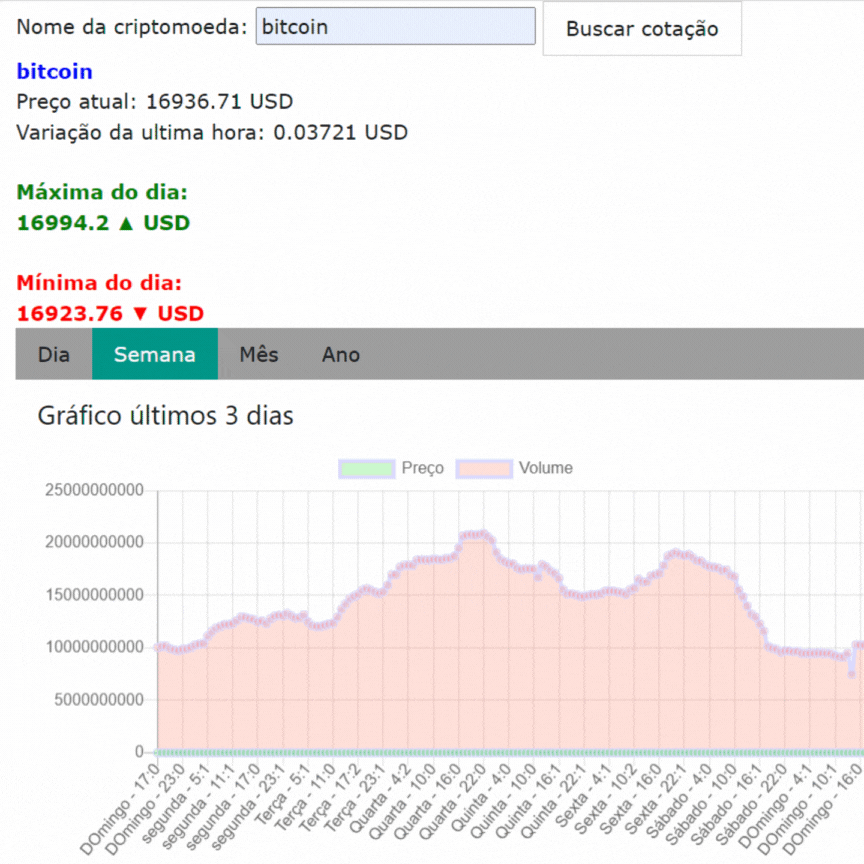 Nome da criptomoeda: bitcoin Buscar cotação
bitcoin
Preço atual: 16936.71 USD
Variação da ultima hora: 0.03721 USD
Máxima do dia:
16994.2 ▲ USD
Mínima do dia:
16923.76 ▼ USD
Dia Semana Mês Ano
Gráfico últimos 3 dias
Preço Volume
25000000000
20000000000
15000000000
10000000000
5000000000
0
DOmingo - 17:0
DOmingo - 23:0
segunda - 5:1
segunda - 11:1
segunda - 17:0
segunda - 23:1
Terça - 5:1
Terça - 11:0
Terça - 17:2
Terça - 23:1
Quarta - 4:2
Quarta - 10:0
Quarta - 16:0
Quarta - 22:0
Quinta - 4:0
Quinta - 10:0
Quinta - 16:1
Quinta - 22:1
Sexta - 4:1
Sexta - 10:2
Sexta - 16:0
Sexta - 22:1
Sábado - 4:0
Sábado - 10:0
Sábado - 16:1
Sábado - 22:0
DOmingo - 4:1
DOmingo - 10:1
DOmingo - 16:0